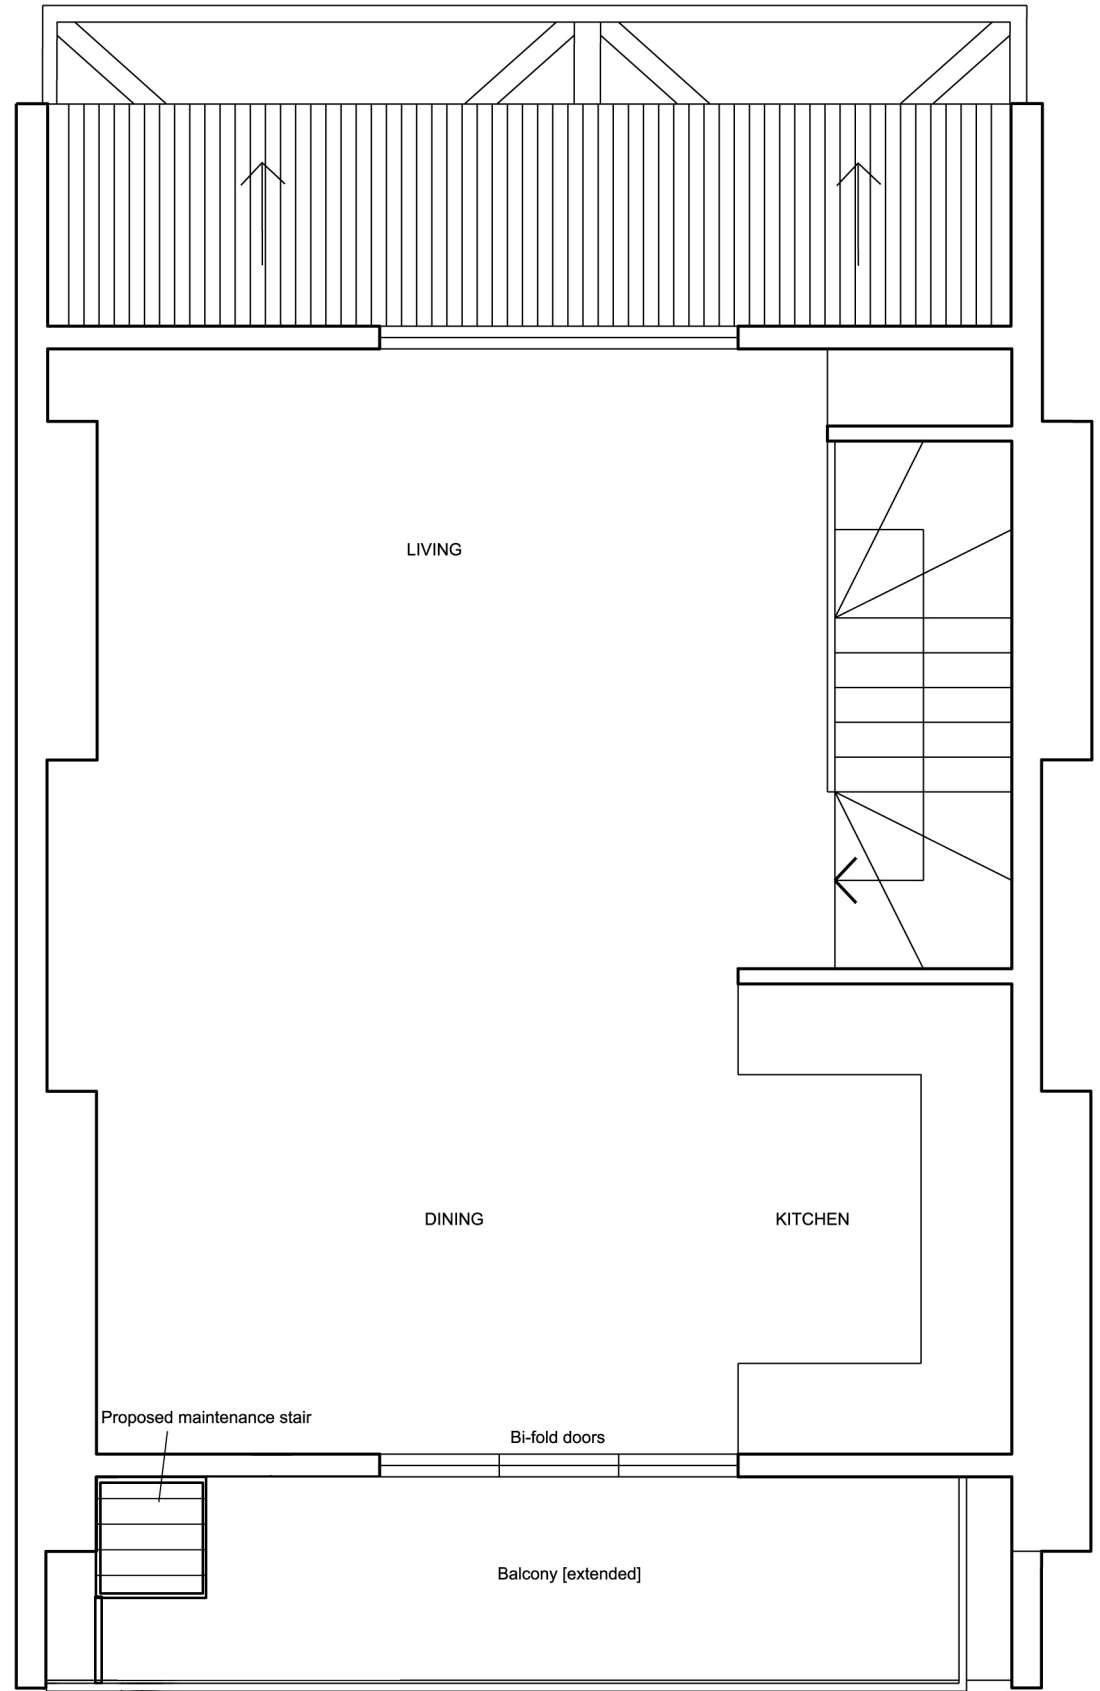 LIVING
DINING
KITCHEN
Proposed maintenance stair
Bi-fold doors
Balcony [extended]